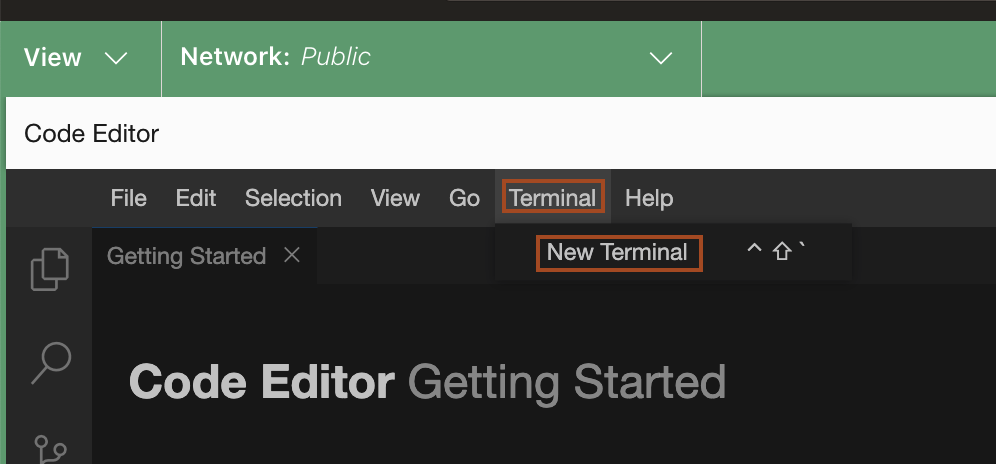 View Network: Public
Code Editor
File Edit Selection View Go Terminal Help
Getting Started New Terminal ^ ⇧ `
Code Editor Getting Started